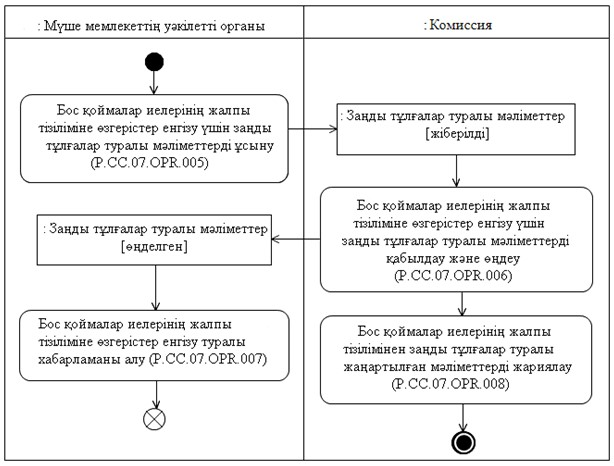 : Мүше мемлекеттің уәкілетті органы
: Комиссия
Бос қоймалар иелерінің жалпы
тізіліміне өзгерістер енгізу үшін заңды
тұлғалар туралы мәліметтерді ұсыну
(P.CC.07.OPR.005)
: Заңды тұлғалар туралы мәліметтер
[жіберілді]
Бос қоймалар иелерінің жалпы
тізіліміне өзгерістер енгізу үшін
заңды тұлғалар туралы мәліметтерді
қабылдау және өңдеу
(P.CC.07.OPR.006)
: Заңды тұлғалар туралы мәліметтер
[өңделген]
Бос қоймалар иелерінің жалпы
тізіліміне өзгерістер енгізу туралы
хабарламаны алу (P.CC.07.OPR.007)
Бос қоймалар иелерінің жалпы
тізілімінен заңды тұлғалар туралы
жаңартылған мәліметтерді жариялау
(P.CC.07.OPR.008)